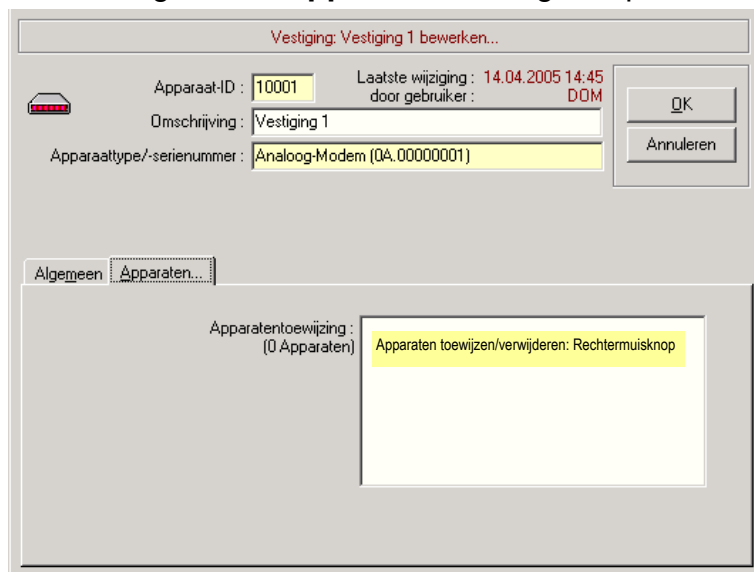 Vestiging: Vestiging 1 bewerken...
Apparaat-ID : 10001 Laatste wijziging : 14.04.2005 14:45
door gebruiker : DOM
OK
Omschrijving : Vestiging 1
Annuleren
Apparaattype/-serienummer : Analoog-Modem (0A.00000001)
Algemeen Apparaten...
Apparatentoewijzing :
(0 Apparaten)
Apparaten toewijzen/verwijderen: Rechtermuisknop